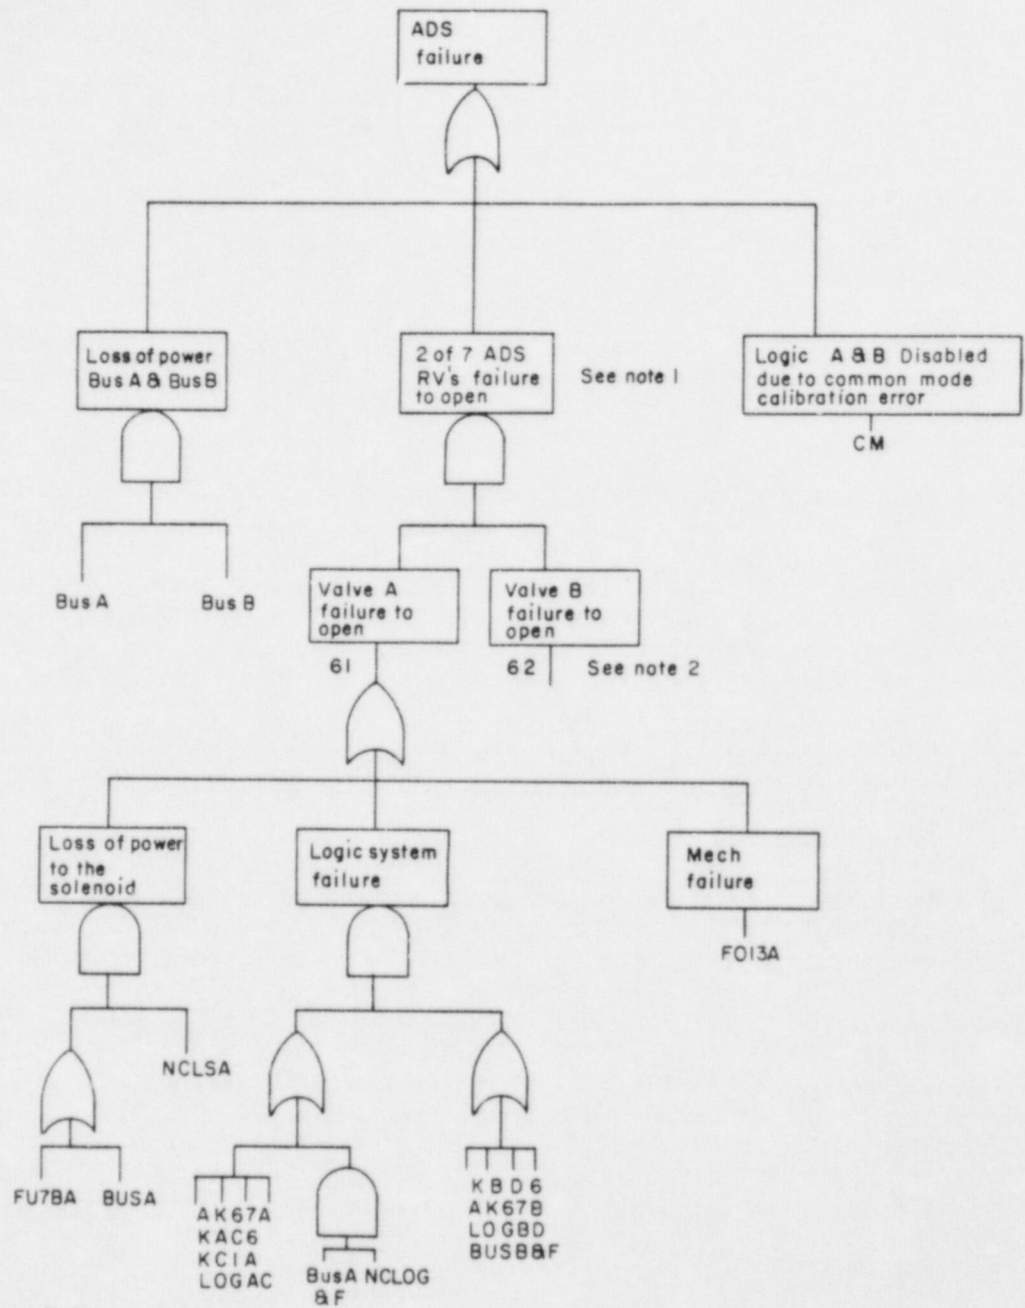 ADS
failure
Loss of power
Bus A & Bus B
2 of 7 ADS
RV's failure
to open
See note 1
Logic A & B Disabled
due to common mode
calibration error
CM
Bus A
Bus B
Valve A
failure to
open
61
Valve B
failure to
open
62
See note 2
Loss of power
to the
solenoid
Logic system
failure
Mech
failure
F013A
NCLSA
FU7BA
BUSA
AK67A
KAC6
KC1A
LOGAC
BusA NCLOG
& F
KBD6
AK67B
LOGBD
BUSB&F